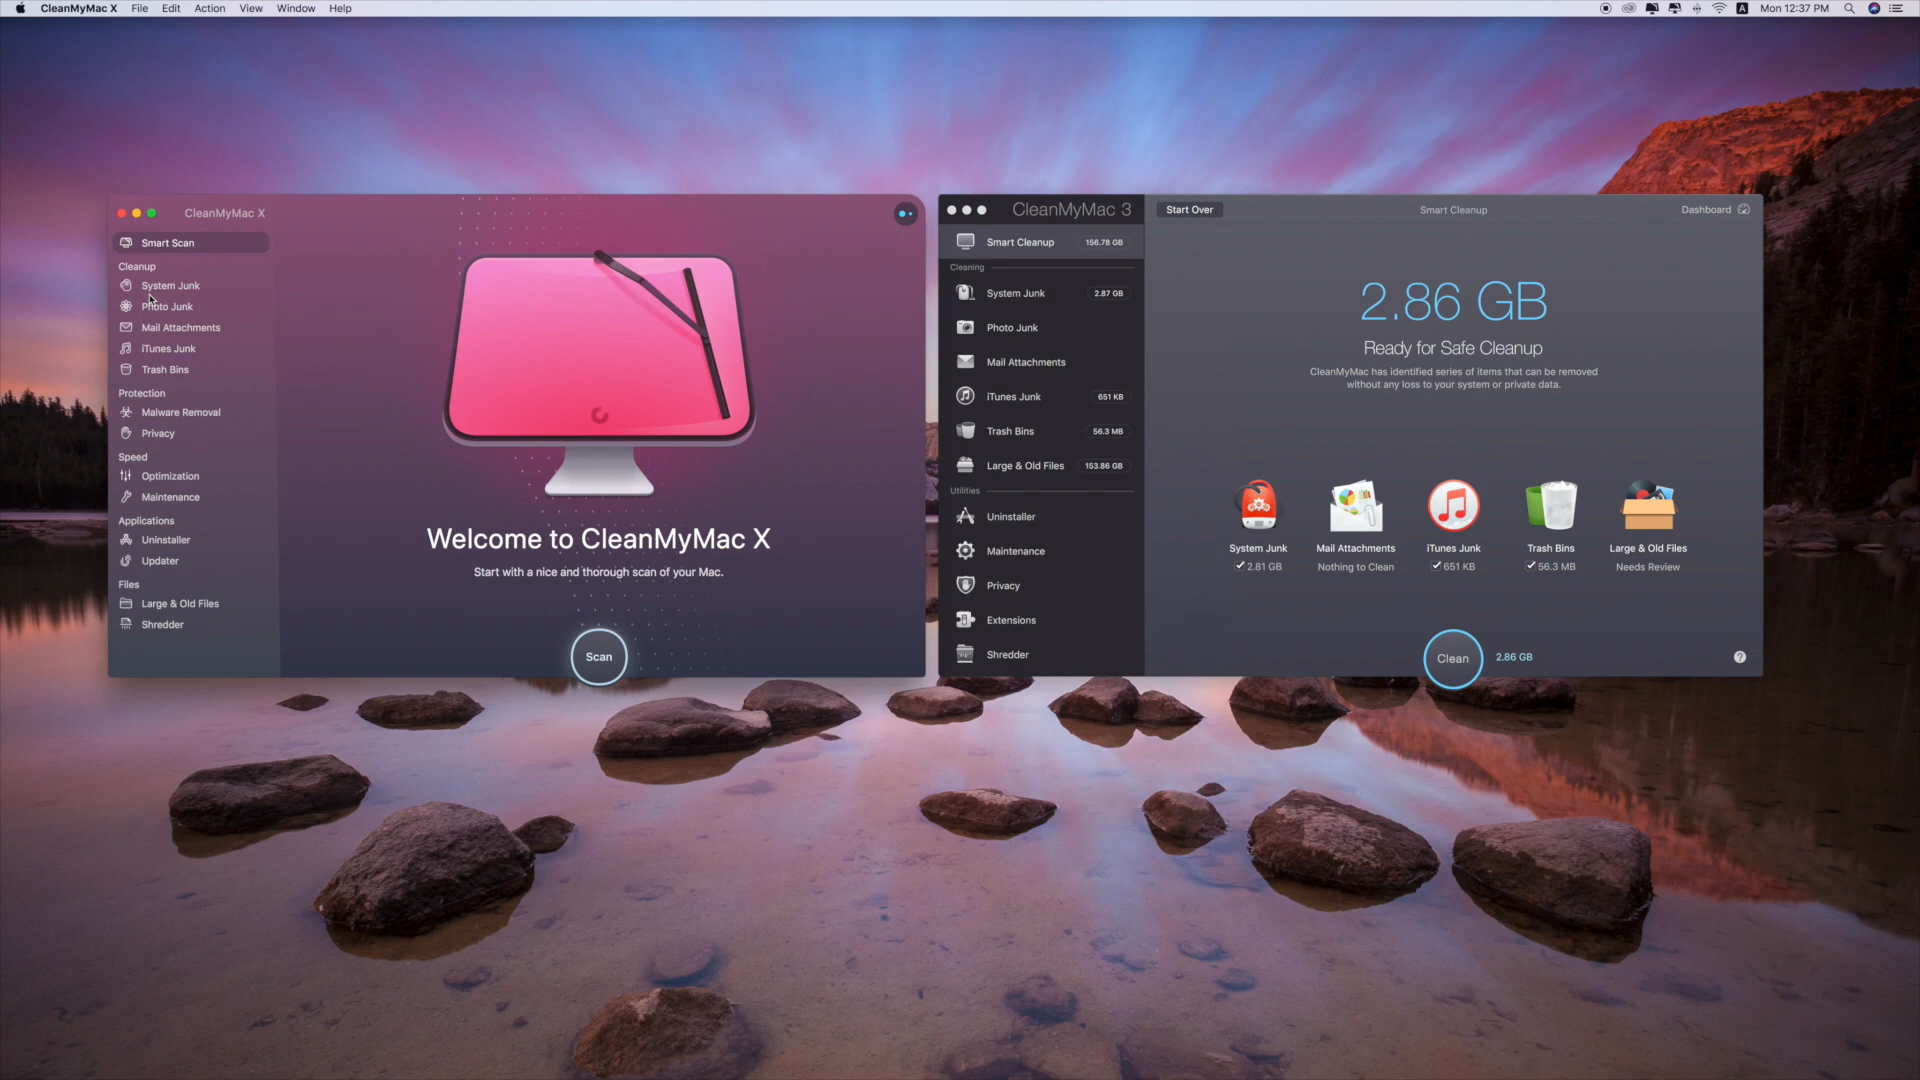 CleanMyMac X File Edit Action View Window Help
A Mon 12:37 PM
CleanMyMac X
Smart Scan
Cleanup
System Junk
Photo Junk
Mail Attachments
iTunes Junk
Trash Bins
Protection
Malware Removal
Privacy
Speed
Optimization
Maintenance
Applications
Uninstaller
Updater
Files
Large & Old Files
Shredder
Welcome to CleanMyMac X
Start with a nice and thorough scan of your Mac.
Scan
CleanMyMac 3
Smart Cleanup 156.78 GB
Cleaning
System Junk 2.87 GB
Photo Junk
Mail Attachments
iTunes Junk 651 KB
Trash Bins 56.3 MB
Large & Old Files 153.86 GB
Utilities
Uninstaller
Maintenance
Privacy
Extensions
Shredder
Start Over Smart Cleanup Dashboard
2.86 GB
Ready for Safe Cleanup
CleanMyMac has identified series of items that can be removed
without any loss to your system or private data.
System Junk Mail Attachments iTunes Junk Trash Bins Large & Old Files
2.81 GB Nothing to Clean 651 KB 56.3 MB Needs Review
Clean 2.86 GB ?